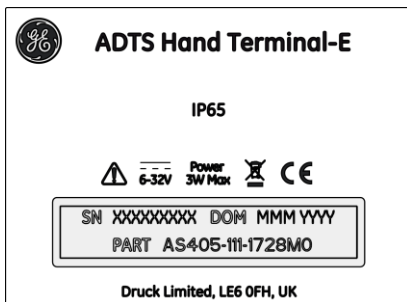 GE
ADTS Hand Terminal-E
IP65
6-32V Power 3W Max CE
SN XXXXXXXXX DOM MMM YYYY
PART AS405-111-1728M0
Druck Limited, LE6 0FH, UK